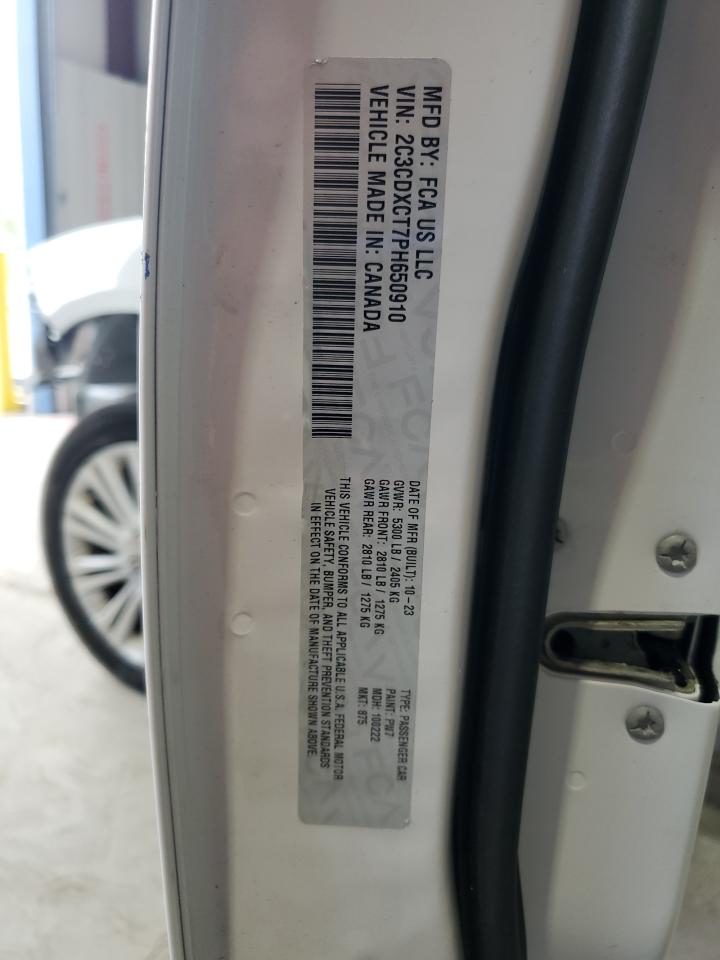 MFD BY: FCA US LLC
VIN: 2C3CDXCT7PH650910
VEHICLE MADE IN: CANADA
DATE OF MFR (BUILT): 10-23
GVWR: 5300 LB / 2405 KG
GAWR FRONT: 2810 LB / 1275 KG
GAWR REAR: 2810 LB / 1275 KG
TYPE: PASSENGER CAR
PAINT: PW7
MDH: 100222
MKT: 875
THIS VEHICLE CONFORMS TO ALL APPLICABLE U.S.A. FEDERAL MOTOR
VEHICLE SAFETY, BUMPER, AND THEFT PREVENTION STANDARDS
IN EFFECT ON THE DATE OF MANUFACTURE SHOWN ABOVE.